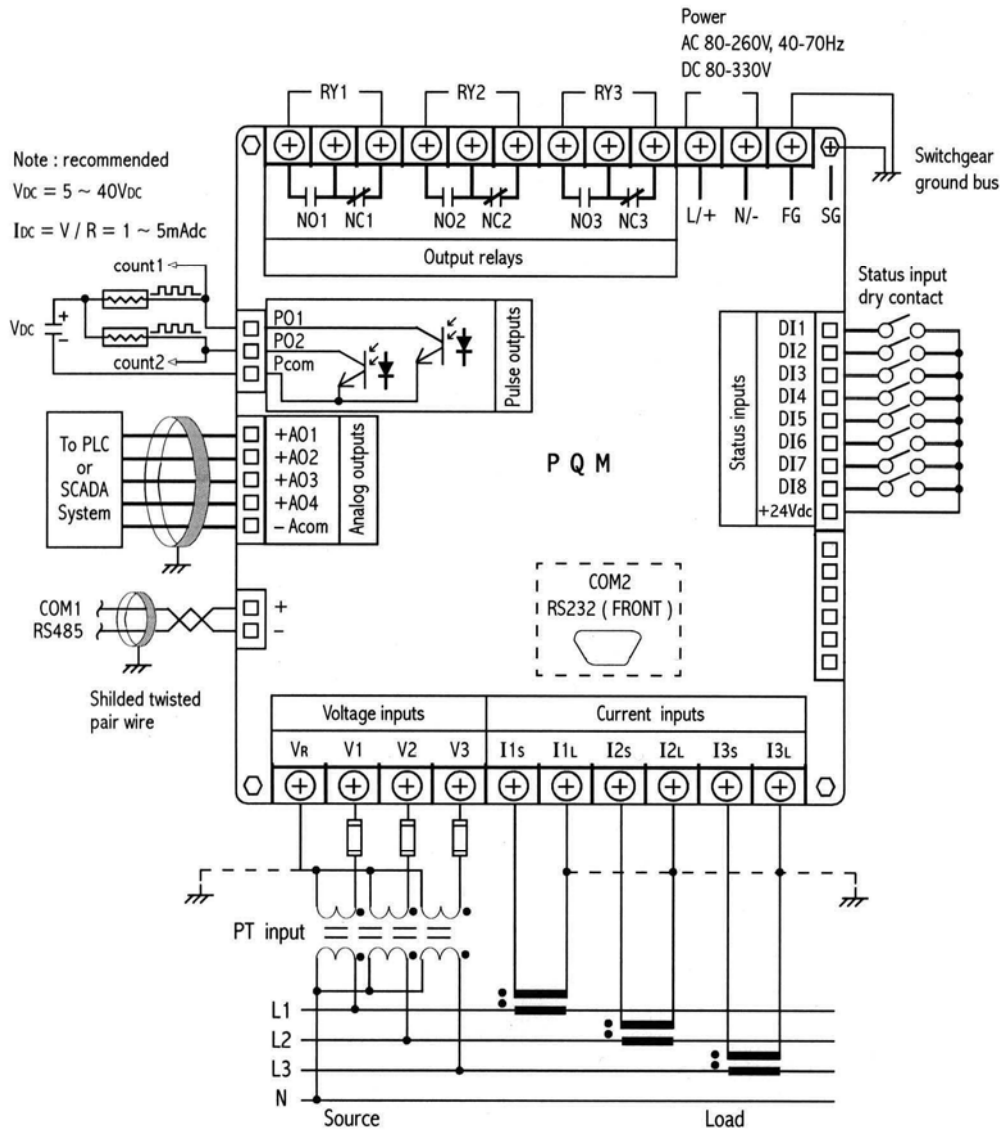 Power
AC 80-260V, 40-70Hz
DC 80-330V
RY1 RY2 RY3
Note : recommended
VDC = 5 ~ 40VDC
IDC = V / R = 1 ~ 5mAdc
NO1 NC1 NO2 NC2 NO3 NC3
L/+ N/- FG SG
Switchgear
ground bus
Output relays
count1
VDC
+
-
count2
PO1
PO2
Pcom
Pulse outputs
Status input
dry contact
DI1
DI2
DI3
DI4
DI5
DI6
DI7
DI8
+24Vdc
Status inputs
To PLC
or
SCADA
System
+AO1
+AO2
+AO3
+AO4
- Acom
Analog outputs
PQM
COM2
RS232 ( FRONT )
COM1
RS485
+
-
Shilded twisted
pair wire
Voltage inputs
Current inputs
VR V1 V2 V3 I1S I1L I2S I2L I3S I3L
PT input
L1
L2
L3
N
Source
Load